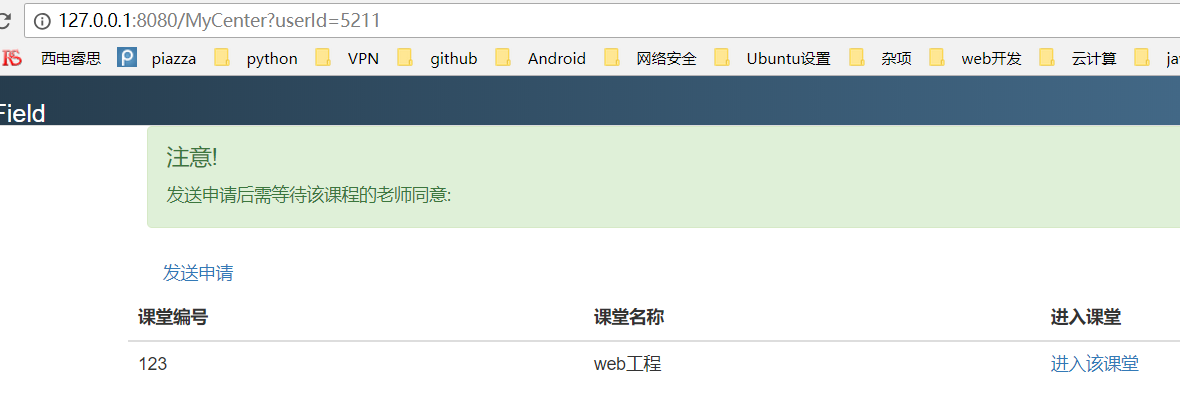 127.0.0.1:8080/MyCenter?userId=5211
RS 西电睿思 piazza python VPN github Android 网络安全 Ubuntu设置 杂项 web开发 云计算 ja
Field
注意!
发送申请后需等待该课程的老师同意:
发送申请
课堂编号 课堂名称 进入课堂
123 web工程 进入该课堂